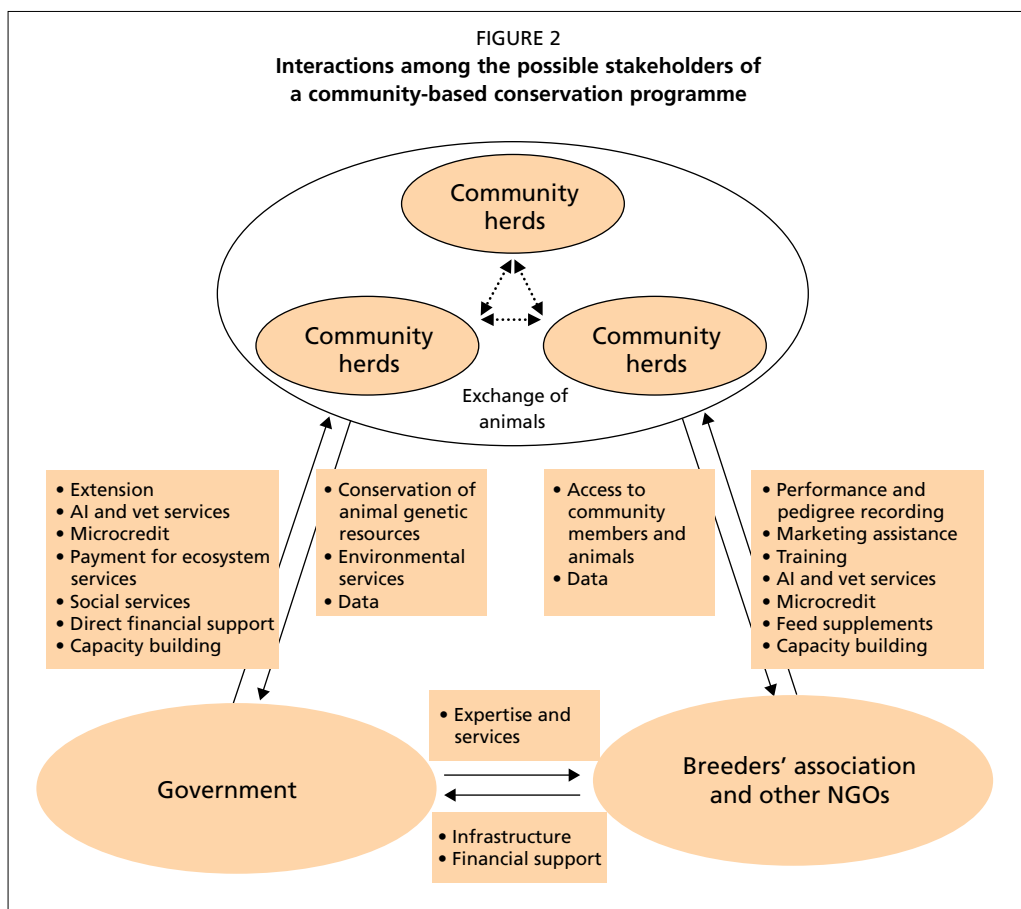 FIGURE 2
Interactions among the possible stakeholders of
a community-based conservation programme
Community
herds
Community
herds
Community
herds
Exchange of
animals
• Extension
• AI and vet services
• Microcredit
• Payment for ecosystem
services
• Social services
• Direct financial support
• Capacity building
• Conservation of
animal genetic
resources
• Environmental
services
• Data
• Access to
community
members and
animals
• Data
• Performance and
pedigree recording
• Marketing assistance
• Training
• AI and vet services
• Microcredit
• Feed supplements
• Capacity building
• Expertise and
services
Government
Breeders’ association
and other NGOs
• Infrastructure
• Financial support